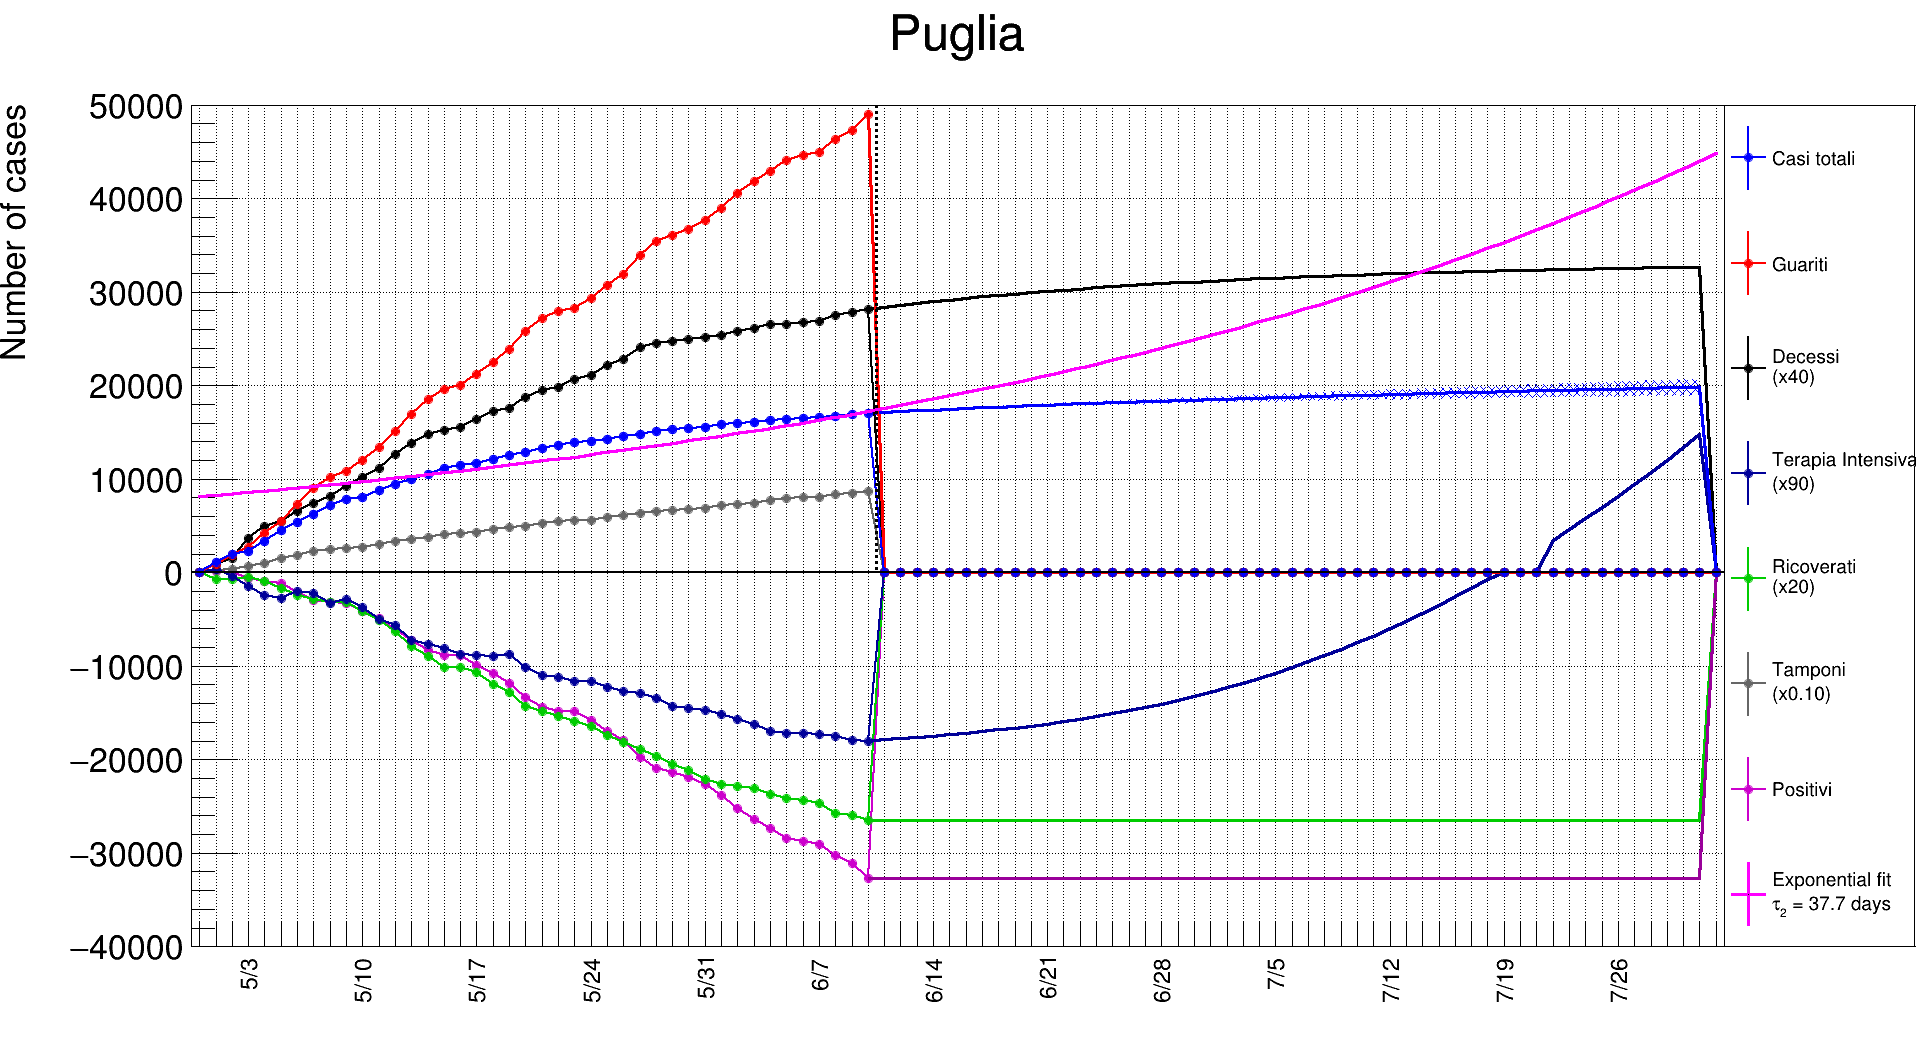 Puglia
Number of cases
50000
40000
30000
20000
10000
0
−10000
−20000
−30000
−40000
5/3
5/10
5/17
5/24
5/31
6/7
6/14
6/21
6/28
7/5
7/12
7/19
7/26
Casi totali
Guariti
Decessi
(x40)
Terapia Intensiva
(x90)
Ricoverati
(x20)
Tamponi
(x0.10)
Positivi
Exponential fit
τ2 = 37.7 days